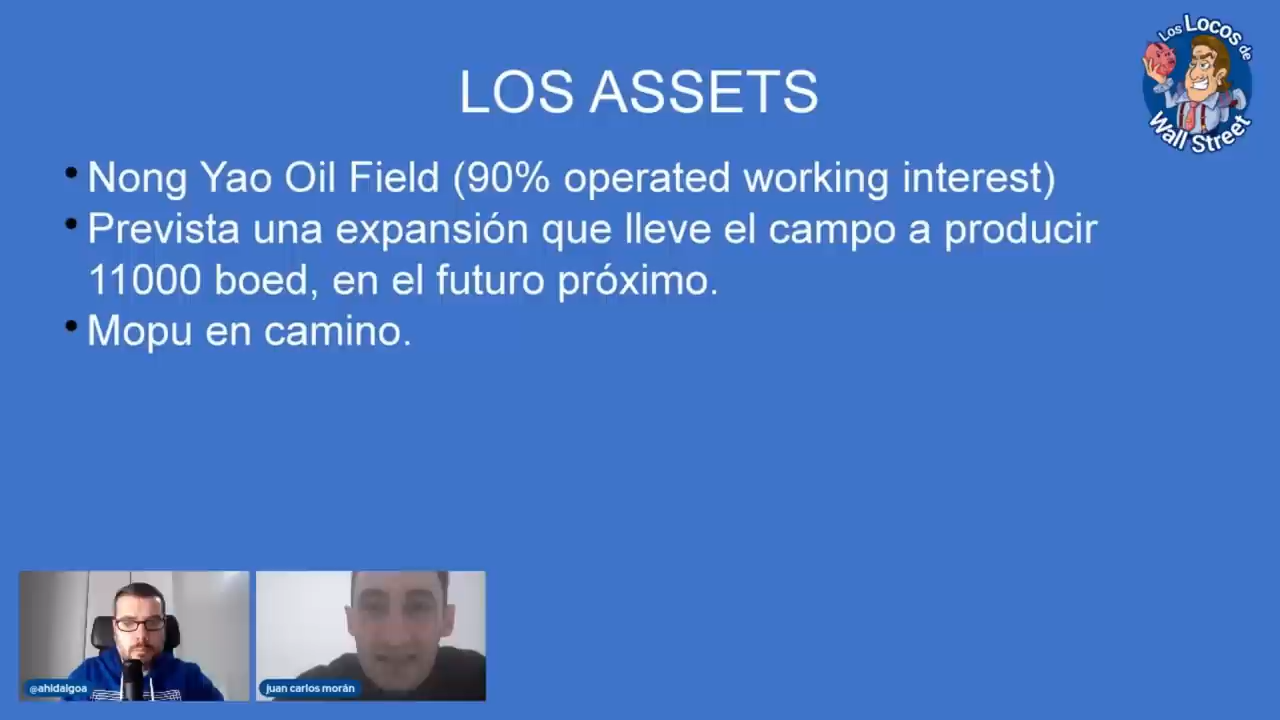 Los Locos de
Wall Street
LOS ASSETS
• Nong Yao Oil Field (90% operated working interest)
• Prevista una expansión que lleve el campo a producir
11000 boed, en el futuro próximo.
• Mopu en camino.
@ahidalgoa
juan carlos morán